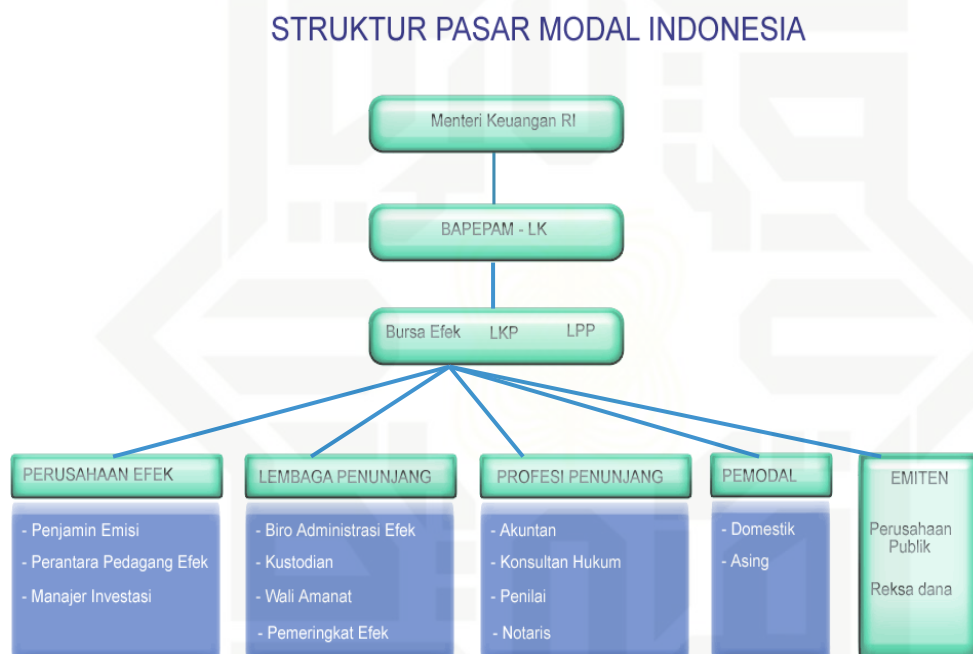 STRUKTUR PASAR MODAL INDONESIA
Menteri Keuangan RI
BAPEPAM - LK
Bursa Efek LKP LPP
PERUSAHAAN EFEK
- Penjamin Emisi
- Perantara Pedagang Efek
- Manajer Investasi
LEMBAGA PENUNJANG
- Biro Administrasi Efek
- Kustodian
- Wali Amanat
- Pemeringkat Efek
PROFESI PENUNJANG
- Akuntan
- Konsultan Hukum
- Penilai
- Notaris
PEMODAL
- Domestik
- Asing
EMITEN
Perusahaan
Publik
Reksa dana